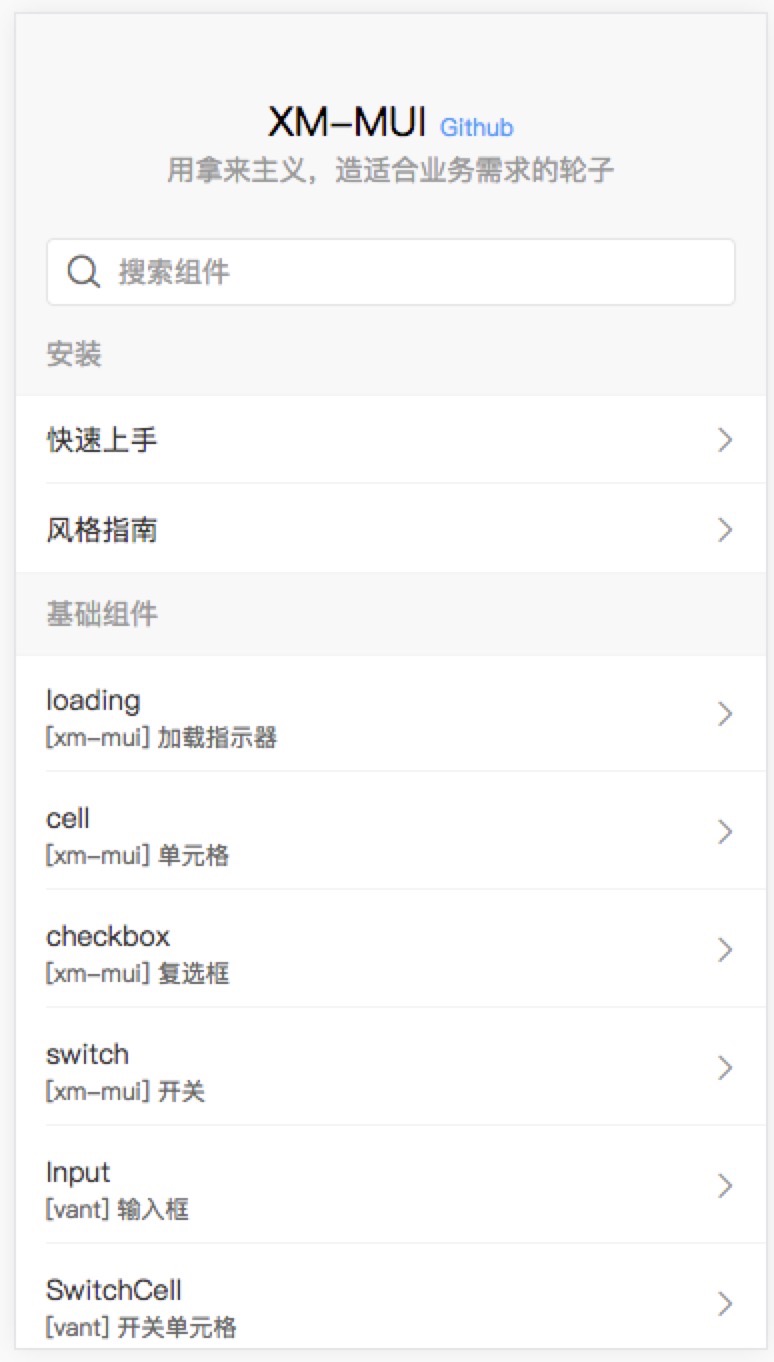 XM-MUI Github
用拿来主义，造适合业务需求的轮子
搜索组件
安装
快速上手
风格指南
基础组件
loading
[xm-mui] 加载指示器
cell
[xm-mui] 单元格
checkbox
[xm-mui] 复选框
switch
[xm-mui] 开关
Input
[vant] 输入框
SwitchCell
[vant] 开关单元格